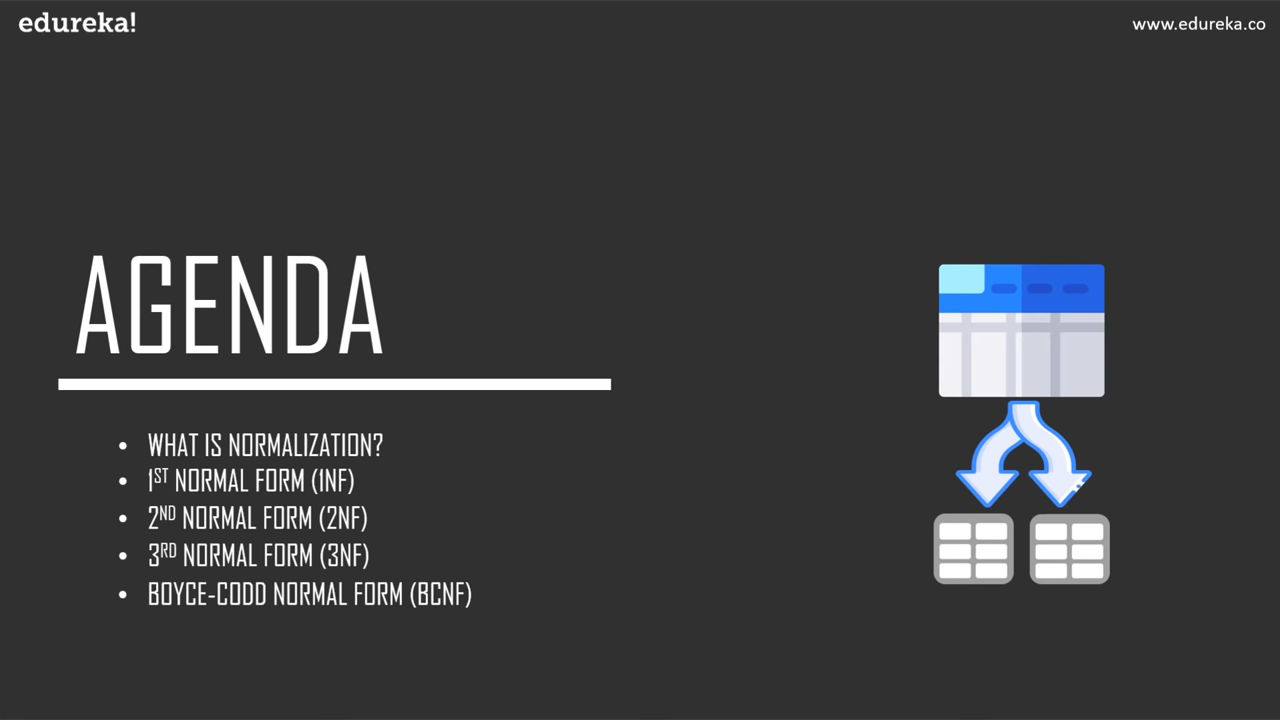 edureka!
www.edureka.co
AGENDA
• WHAT IS NORMALIZATION?
• 1ST NORMAL FORM (1NF)
• 2ND NORMAL FORM (2NF)
• 3RD NORMAL FORM (3NF)
• BOYCE-CODD NORMAL FORM (BCNF)